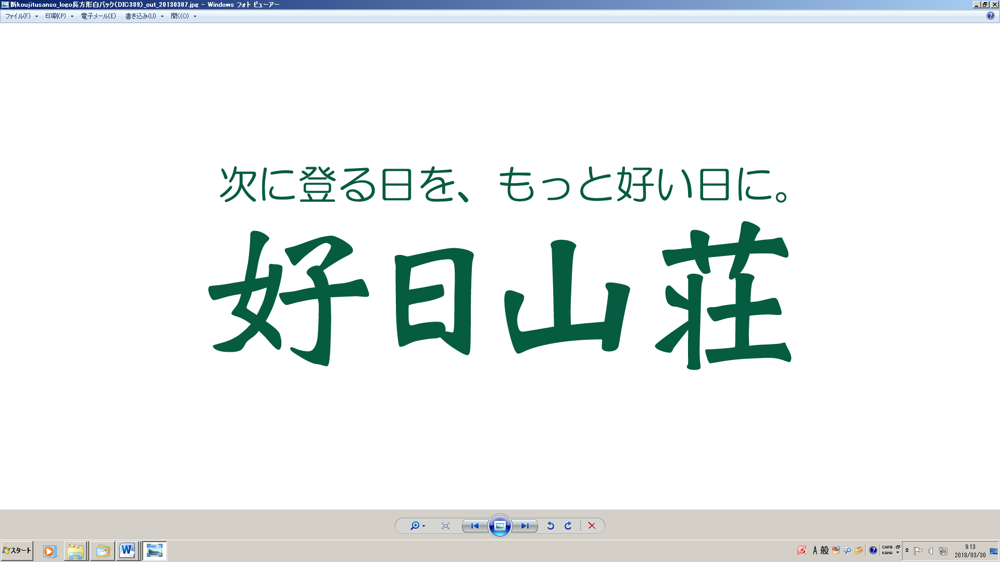 新koujitusanso_logo長方形白バック(DIC389)_out_20130307.jpg - Windows フォト ビューアー
ファイル(F) 印刷(P) 電子メール(E) 書き込み(U) 開く(O)
次に登る日を、もっと好い日に。
好日山荘
スタート
A 般
CAPS
KANA
9:13
2018/03/30